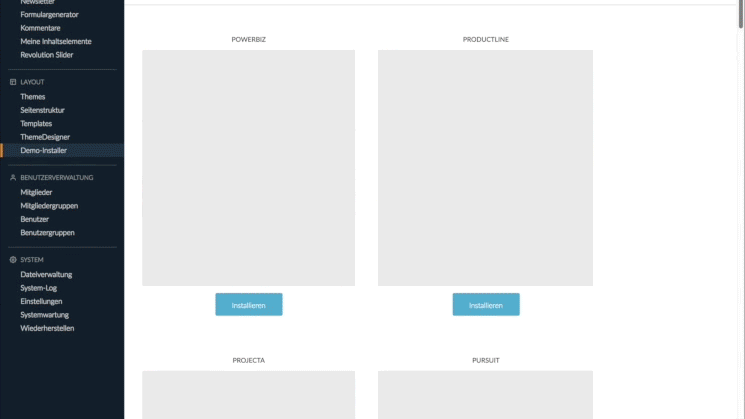 Newsletter
Formulargenerator
Kommentare
Meine Inhaltselemente
Revolution Slider
LAYOUT
Themes
Seitenstruktur
Templates
ThemeDesigner
Demo-Installer
BENUTZERVERWALTUNG
Mitglieder
Mitgliedergruppen
Benutzer
Benutzergruppen
SYSTEM
Dateiverwaltung
System-Log
Einstellungen
Systemwartung
Wiederherstellen
POWERBIZ
PRODUCTLINE
Installieren
Installieren
PROJECTA
PURSUIT